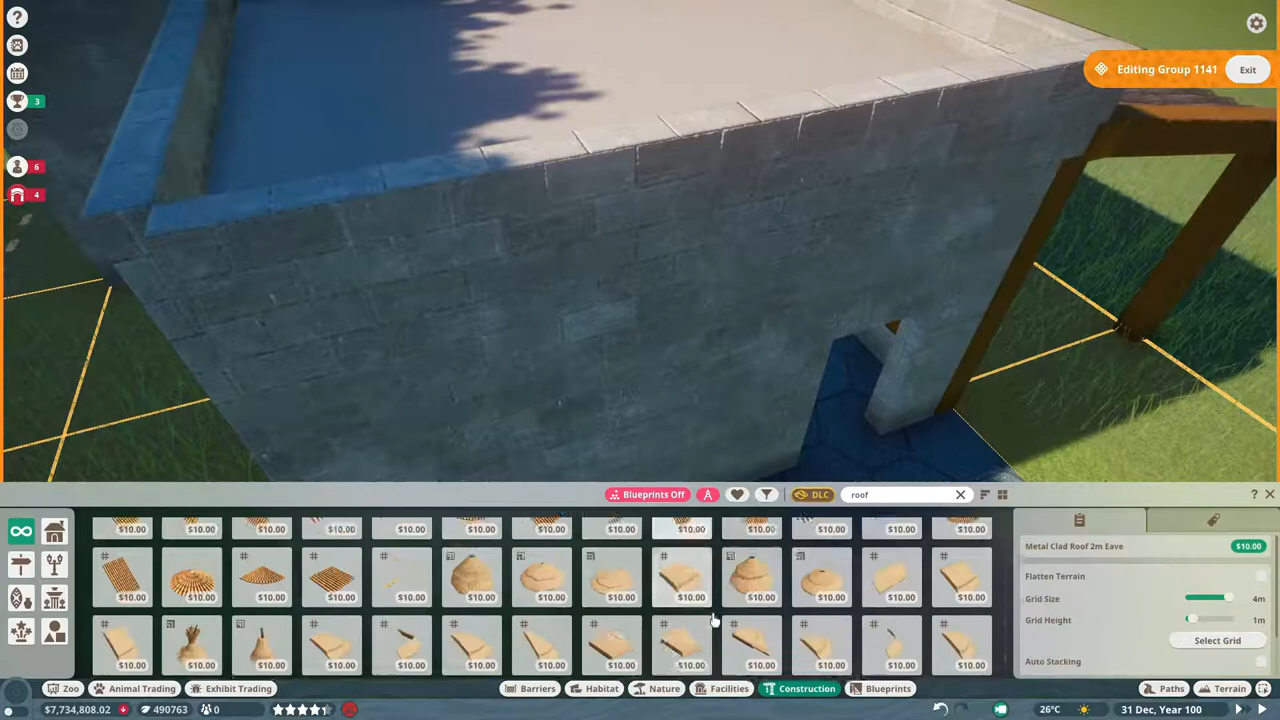 ?
Editing Group 1141 Exit
3
6
4
Blueprints Off DLC roof
? ×
$10.00 $10.00 $10.00 $10.00 $10.00 $10.00 $10.00 $10.00 $10.00 $10.00 $10.00 $10.00 $10.00
$10.00 $10.00 $10.00 $10.00 $10.00 $10.00 $10.00 $10.00 $10.00 $10.00 $10.00 $10.00 $10.00
$10.00 $10.00 $10.00 $10.00 $10.00 $10.00 $10.00 $10.00 $10.00 $10.00 $10.00 $10.00 $10.00
Metal Clad Roof 2m Eave $10.00
Flatten Terrain
Grid Size 4m
Grid Height 1m
Select Grid
Auto Stacking
Zoo Animal Trading Exhibit Trading Barriers Habitat Nature Facilities Construction Blueprints Paths Terrain
$7,734,808.02 490763 0 26°C 31 Dec, Year 100